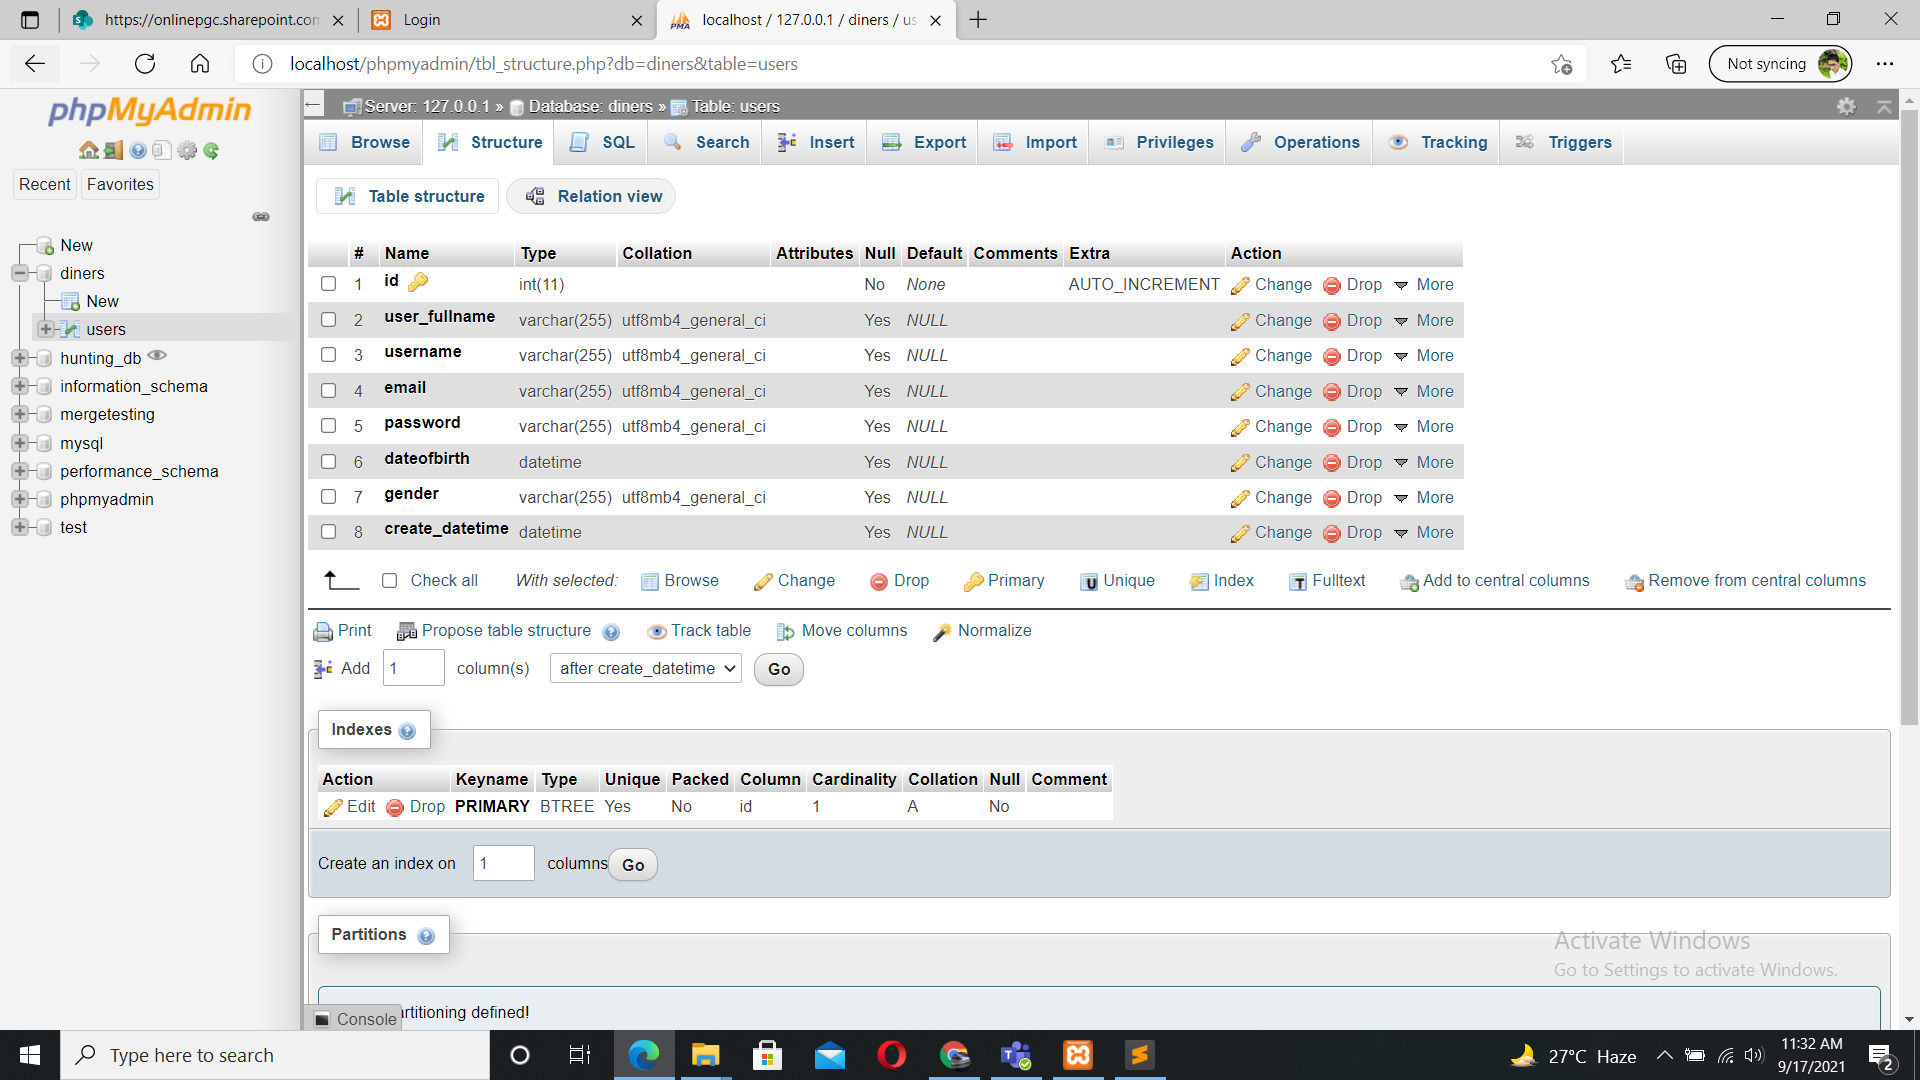 https://onlinepgc.sharepoint.com
Login
localhost / 127.0.0.1 / diners / us
localhost/phpmyadmin/tbl_structure.php?db=diners&table=users
Not syncing
phpMyAdmin
Recent Favorites
New
diners
New
users
hunting_db
information_schema
mergetesting
mysql
performance_schema
phpmyadmin
test
Server: 127.0.0.1 » Database: diners » Table: users
Browse Structure SQL Search Insert Export Import Privileges Operations Tracking Triggers
Table structure Relation view
# Name Type Collation Attributes Null Default Comments Extra Action
1 id int(11) No None AUTO_INCREMENT Change Drop More
2 user_fullname varchar(255) utf8mb4_general_ci Yes NULL Change Drop More
3 username varchar(255) utf8mb4_general_ci Yes NULL Change Drop More
4 email varchar(255) utf8mb4_general_ci Yes NULL Change Drop More
5 password varchar(255) utf8mb4_general_ci Yes NULL Change Drop More
6 dateofbirth datetime Yes NULL Change Drop More
7 gender varchar(255) utf8mb4_general_ci Yes NULL Change Drop More
8 create_datetime datetime Yes NULL Change Drop More
Check all With selected: Browse Change Drop Primary Unique Index Fulltext Add to central columns Remove from central columns
Print Propose table structure Track table Move columns Normalize
Add 1 column(s) after create_datetime Go
Indexes
Action Keyname Type Unique Packed Column Cardinality Collation Null Comment
Edit Drop PRIMARY BTREE Yes No id 1 A No
Create an index on 1 columns Go
Partitions
Activate Windows
Go to Settings to activate Windows.
artitioning defined!
Console
Type here to search
27°C Haze
11:32 AM
9/17/2021
2